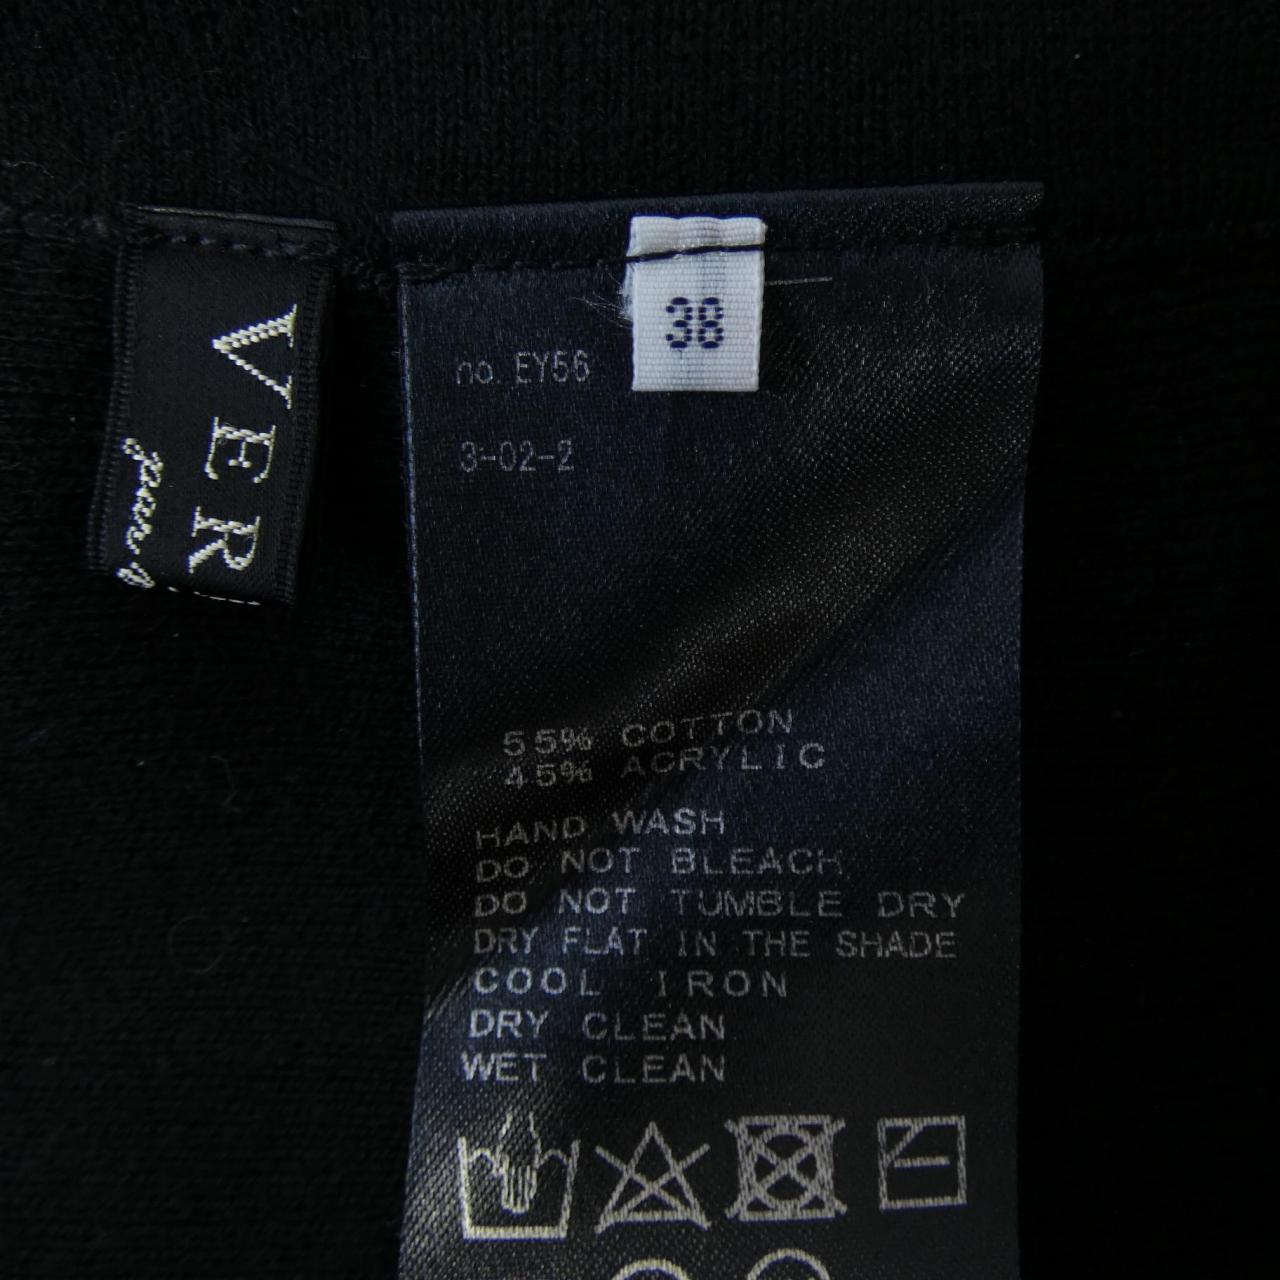 VER
38
no. EY56
3-02-2
55% COTTON
45% ACRYLIC
HAND WASH
DO NOT BLEACH
DO NOT TUMBLE DRY
DRY FLAT IN THE SHADE
COOL IRON
DRY CLEAN
WET CLEAN